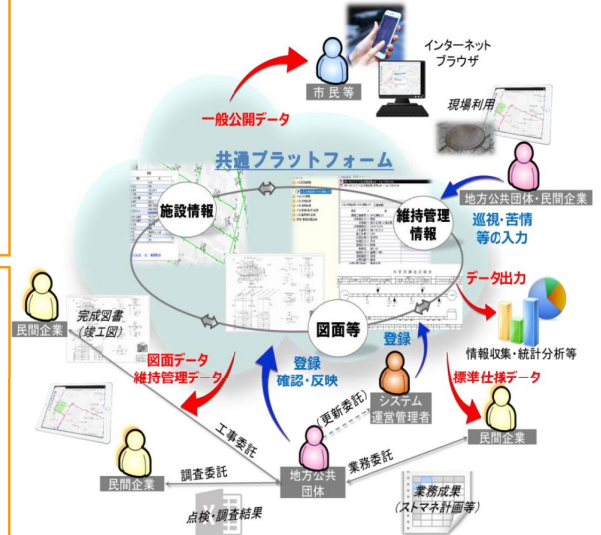 インターネット
ブラウザ
市民等
一般公開データ
現場利用
共通プラットフォーム
地方公共団体・民間企業
施設情報
維持管理
情報
巡視・苦情
等の入力
データ出力
民間企業
完成図書
(竣工図)
図面等
情報収集・統計分析等
図面データ
維持管理データ
登録
確認・反映
登録
標準仕様データ
(更新委託)
システム
運営管理者
民間企業
工事委託
調査委託
業務委託
民間企業
地方公共
団体
点検・調査結果
業務成果
(ストマネ計画等)